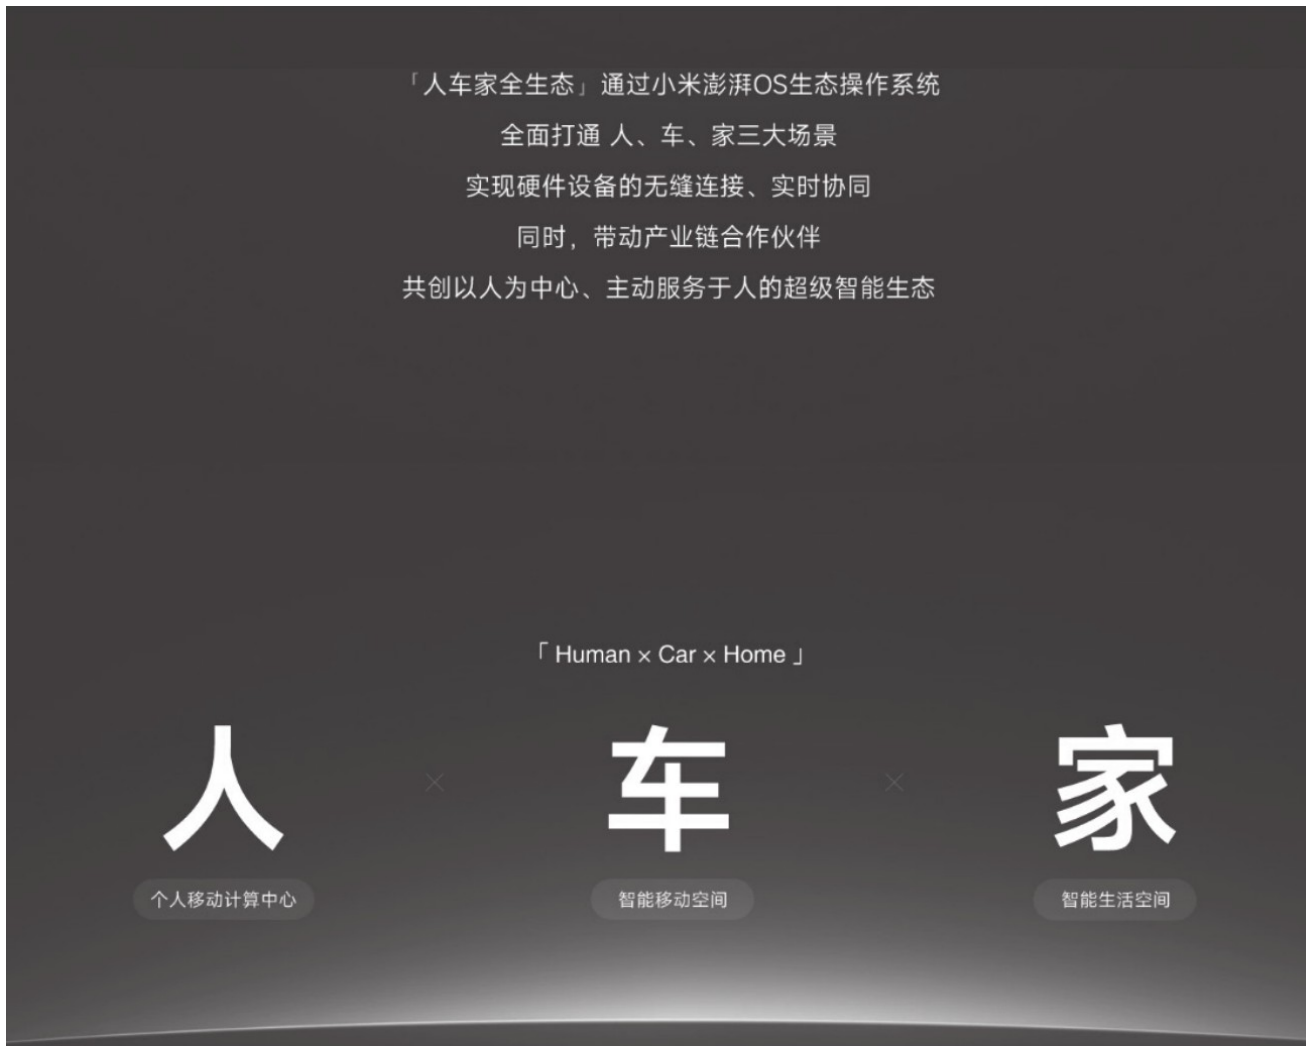 「人车家全生态」通过小米澎湃OS生态操作系统
全面打通 人、车、家三大场景
实现硬件设备的无缝连接、实时协同
同时，带动产业链合作伙伴
共创以人为中心、主动服务于人的超级智能生态
「 Human × Car × Home 」
人 × 车 × 家
个人移动计算中心 智能移动空间 智能生活空间